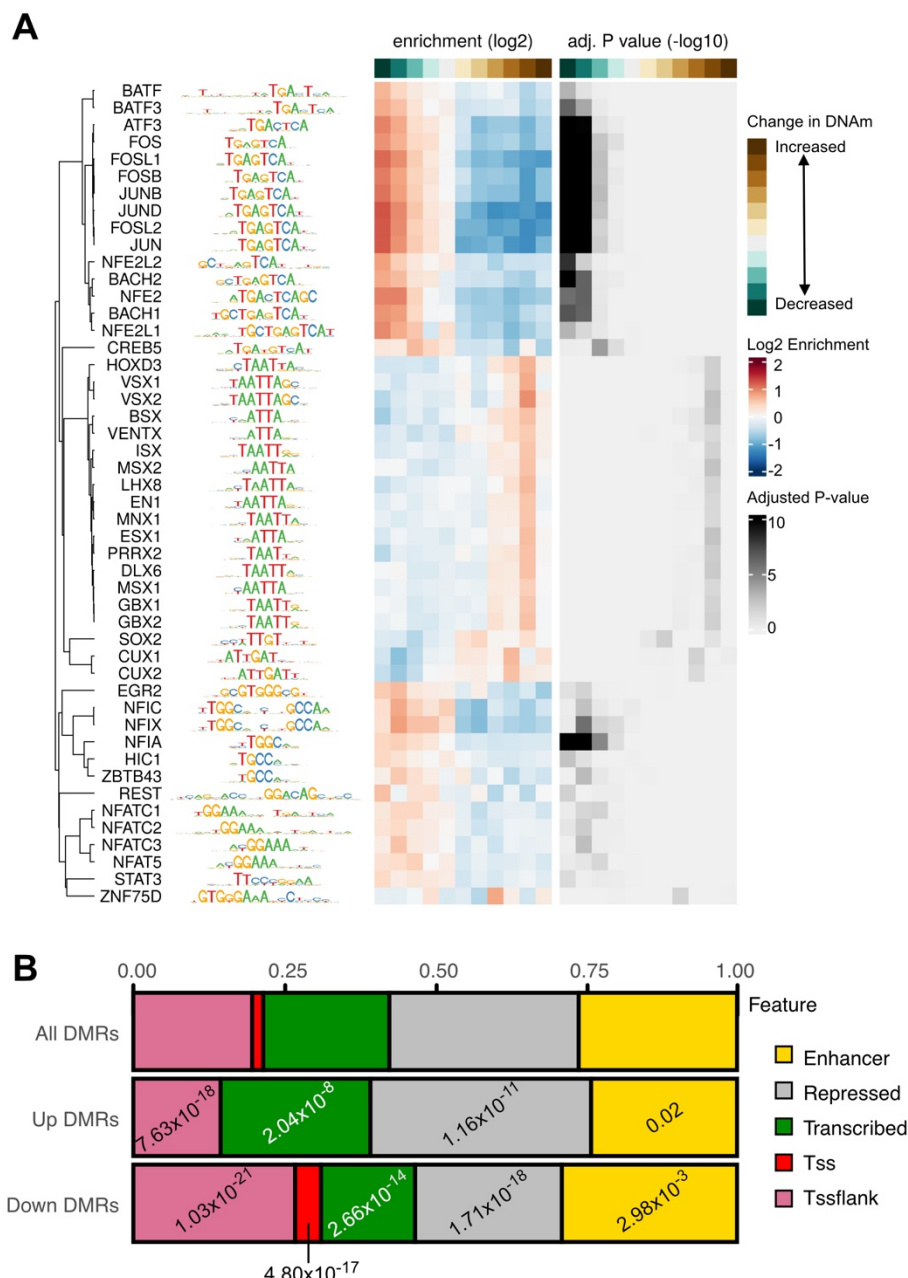 A
enrichment (log2)
adj. P value (-log10)
BATF
BATF3
ATF3
FOS
FOSL1
FOSB
JUNB
JUND
FOSL2
JUN
NFE2L2
BACH2
NFE2
BACH1
NFE2L1
CREB5
HOXD3
VSX1
VSX2
BSX
VENTX
ISX
MSX2
LHX8
EN1
MNX1
ESX1
PRRX2
DLX6
MSX1
GBX1
GBX2
SOX2
CUX1
CUX2
EGR2
NFIC
NFIX
NFIA
HIC1
ZBTB43
REST
NFATC1
NFATC2
NFATC3
NFAT5
STAT3
ZNF75D
Change in DNAm
Increased
Decreased
Log2 Enrichment
2
1
0
-1
-2
Adjusted P-value
10
5
0
B
0.00 0.25 0.50 0.75 1.00
All DMRs
Up DMRs
7.63x10⁻¹⁸ 2.04x10⁻⁸ 1.16x10⁻¹¹ 0.02
Down DMRs
1.03x10⁻²¹ 2.66x10⁻¹⁴ 1.71x10⁻¹⁸ 2.98x10⁻³
4.80x10⁻¹⁷
Feature
Enhancer
Repressed
Transcribed
Tss
Tssflank